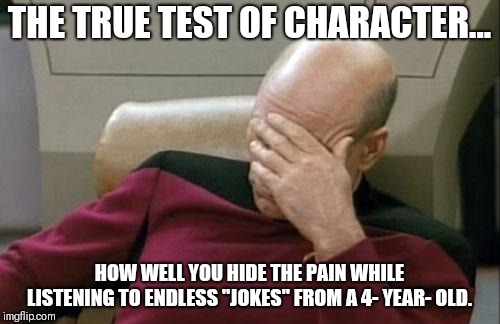 THE TRUE TEST OF CHARACTER...
HOW WELL YOU HIDE THE PAIN WHILE
LISTENING TO ENDLESS "JOKES" FROM A 4- YEAR- OLD.
imgflip.com